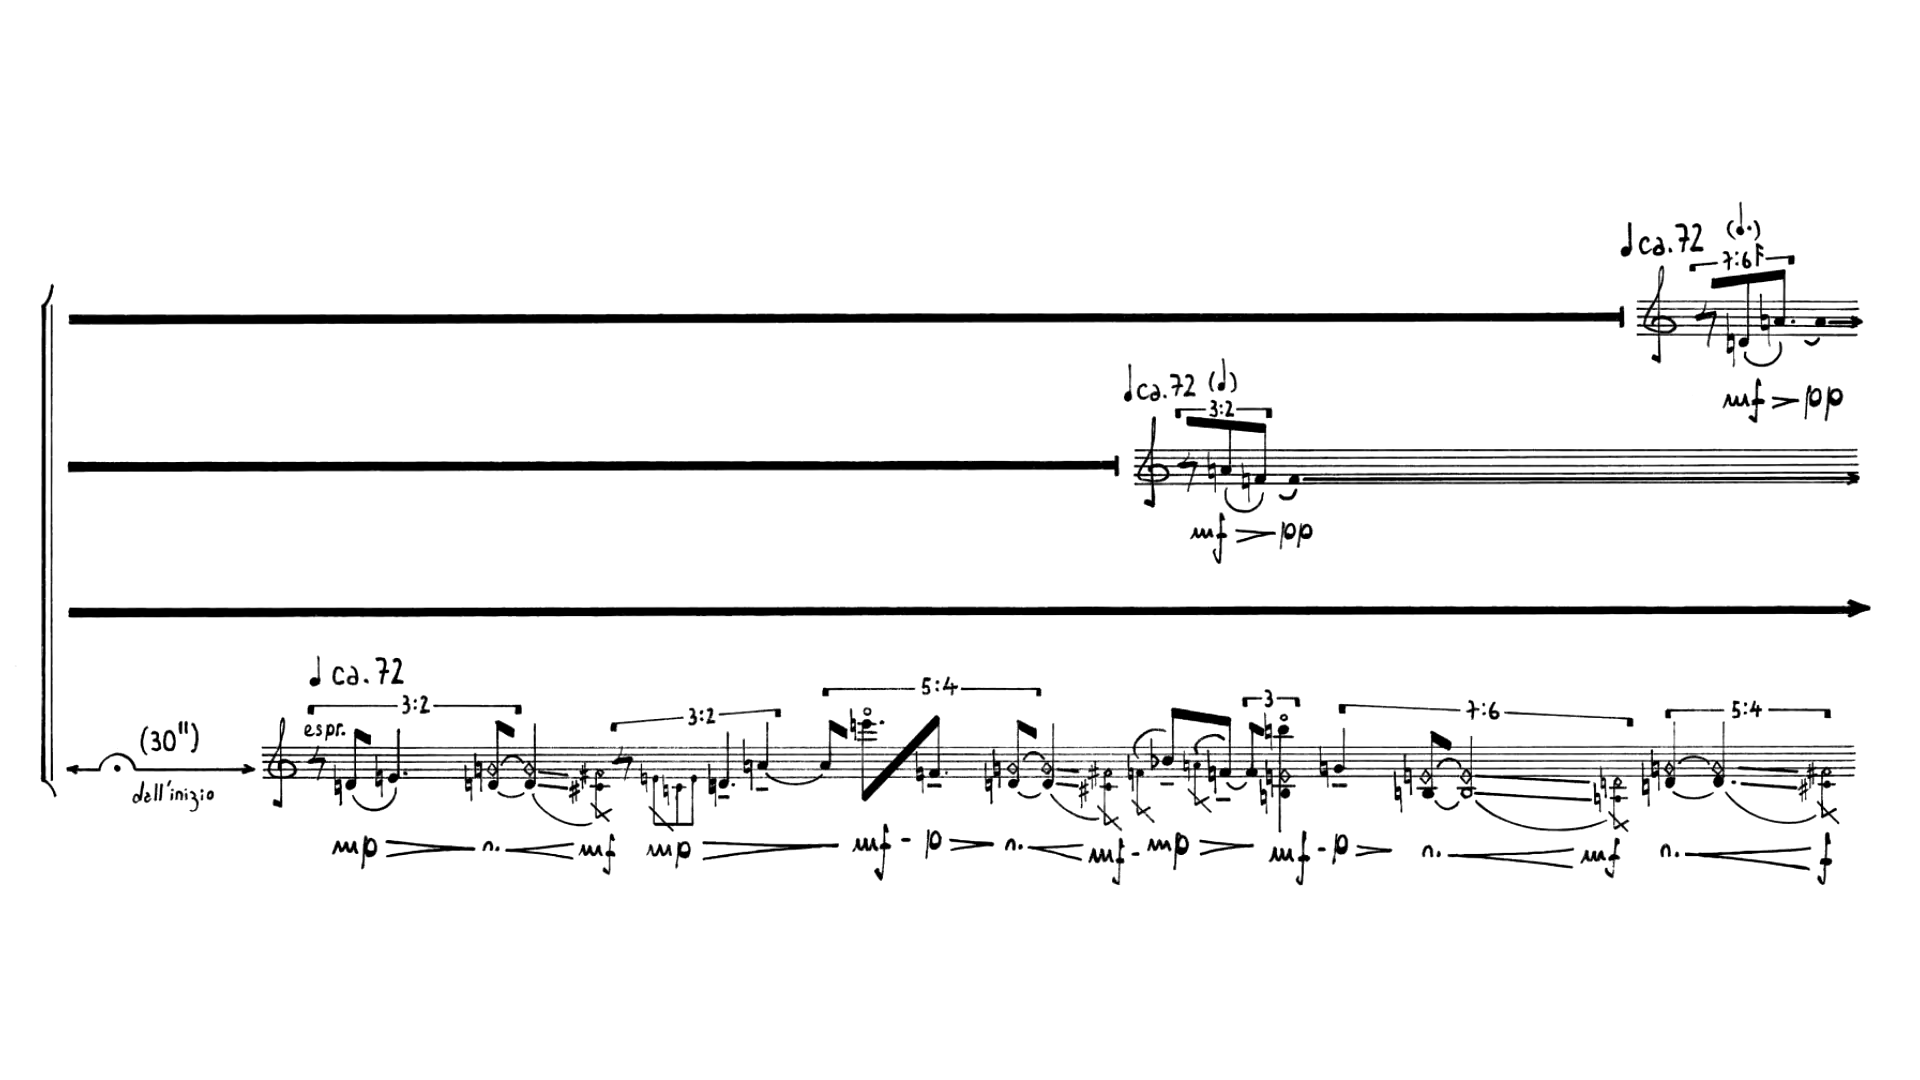 ♩ca. 72 (♩.)
7:6
mf > pp
♩ca. 72 (♩)
3:2
mf > pp
♩ ca. 72
3:2 3:2 5:4 3 7:6 5:4
espr.
(30")
dall'inizio
mp n. mf mp mf - p n. mf - mp mf - p n. mf n. f